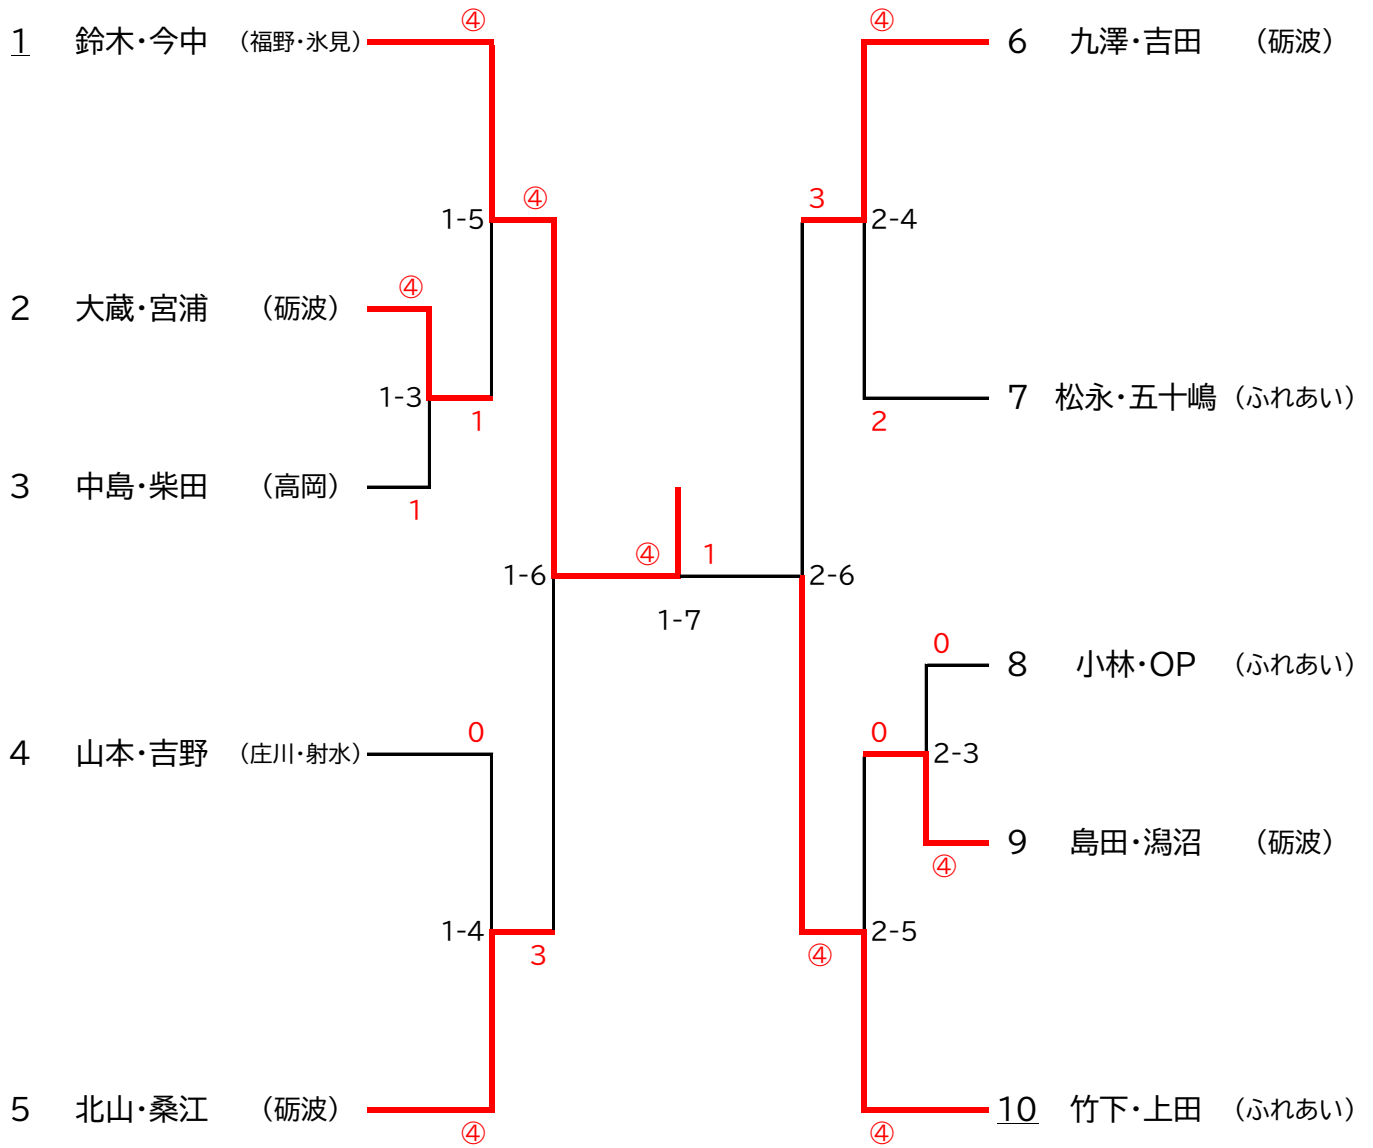 ④
④
1 鈴木・今中 （福野・氷見）
6 九澤・吉田 （砺波）
④
3
1-5
2-4
④
2 大蔵・宮浦 （砺波）
1-3
1
7 松永・五十嶋 （ふれあい）
2
3 中島・柴田 （高岡）
1
④
1
1-6
2-6
1-7
0
8 小林・OP （ふれあい）
0
0
4 山本・吉野 （庄川・射水）
2-3
9 島田・潟沼 （砺波）
④
1-4
2-5
3
④
5 北山・桑江 （砺波）
10 竹下・上田 （ふれあい）
④
④